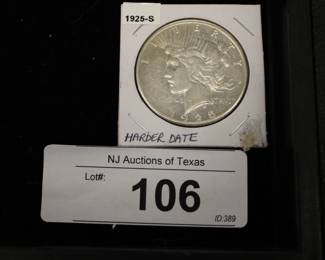 1925-S
LIBERTY
HARDER DATE
NJ Auctions of Texas
Lot#:
106
ID:389